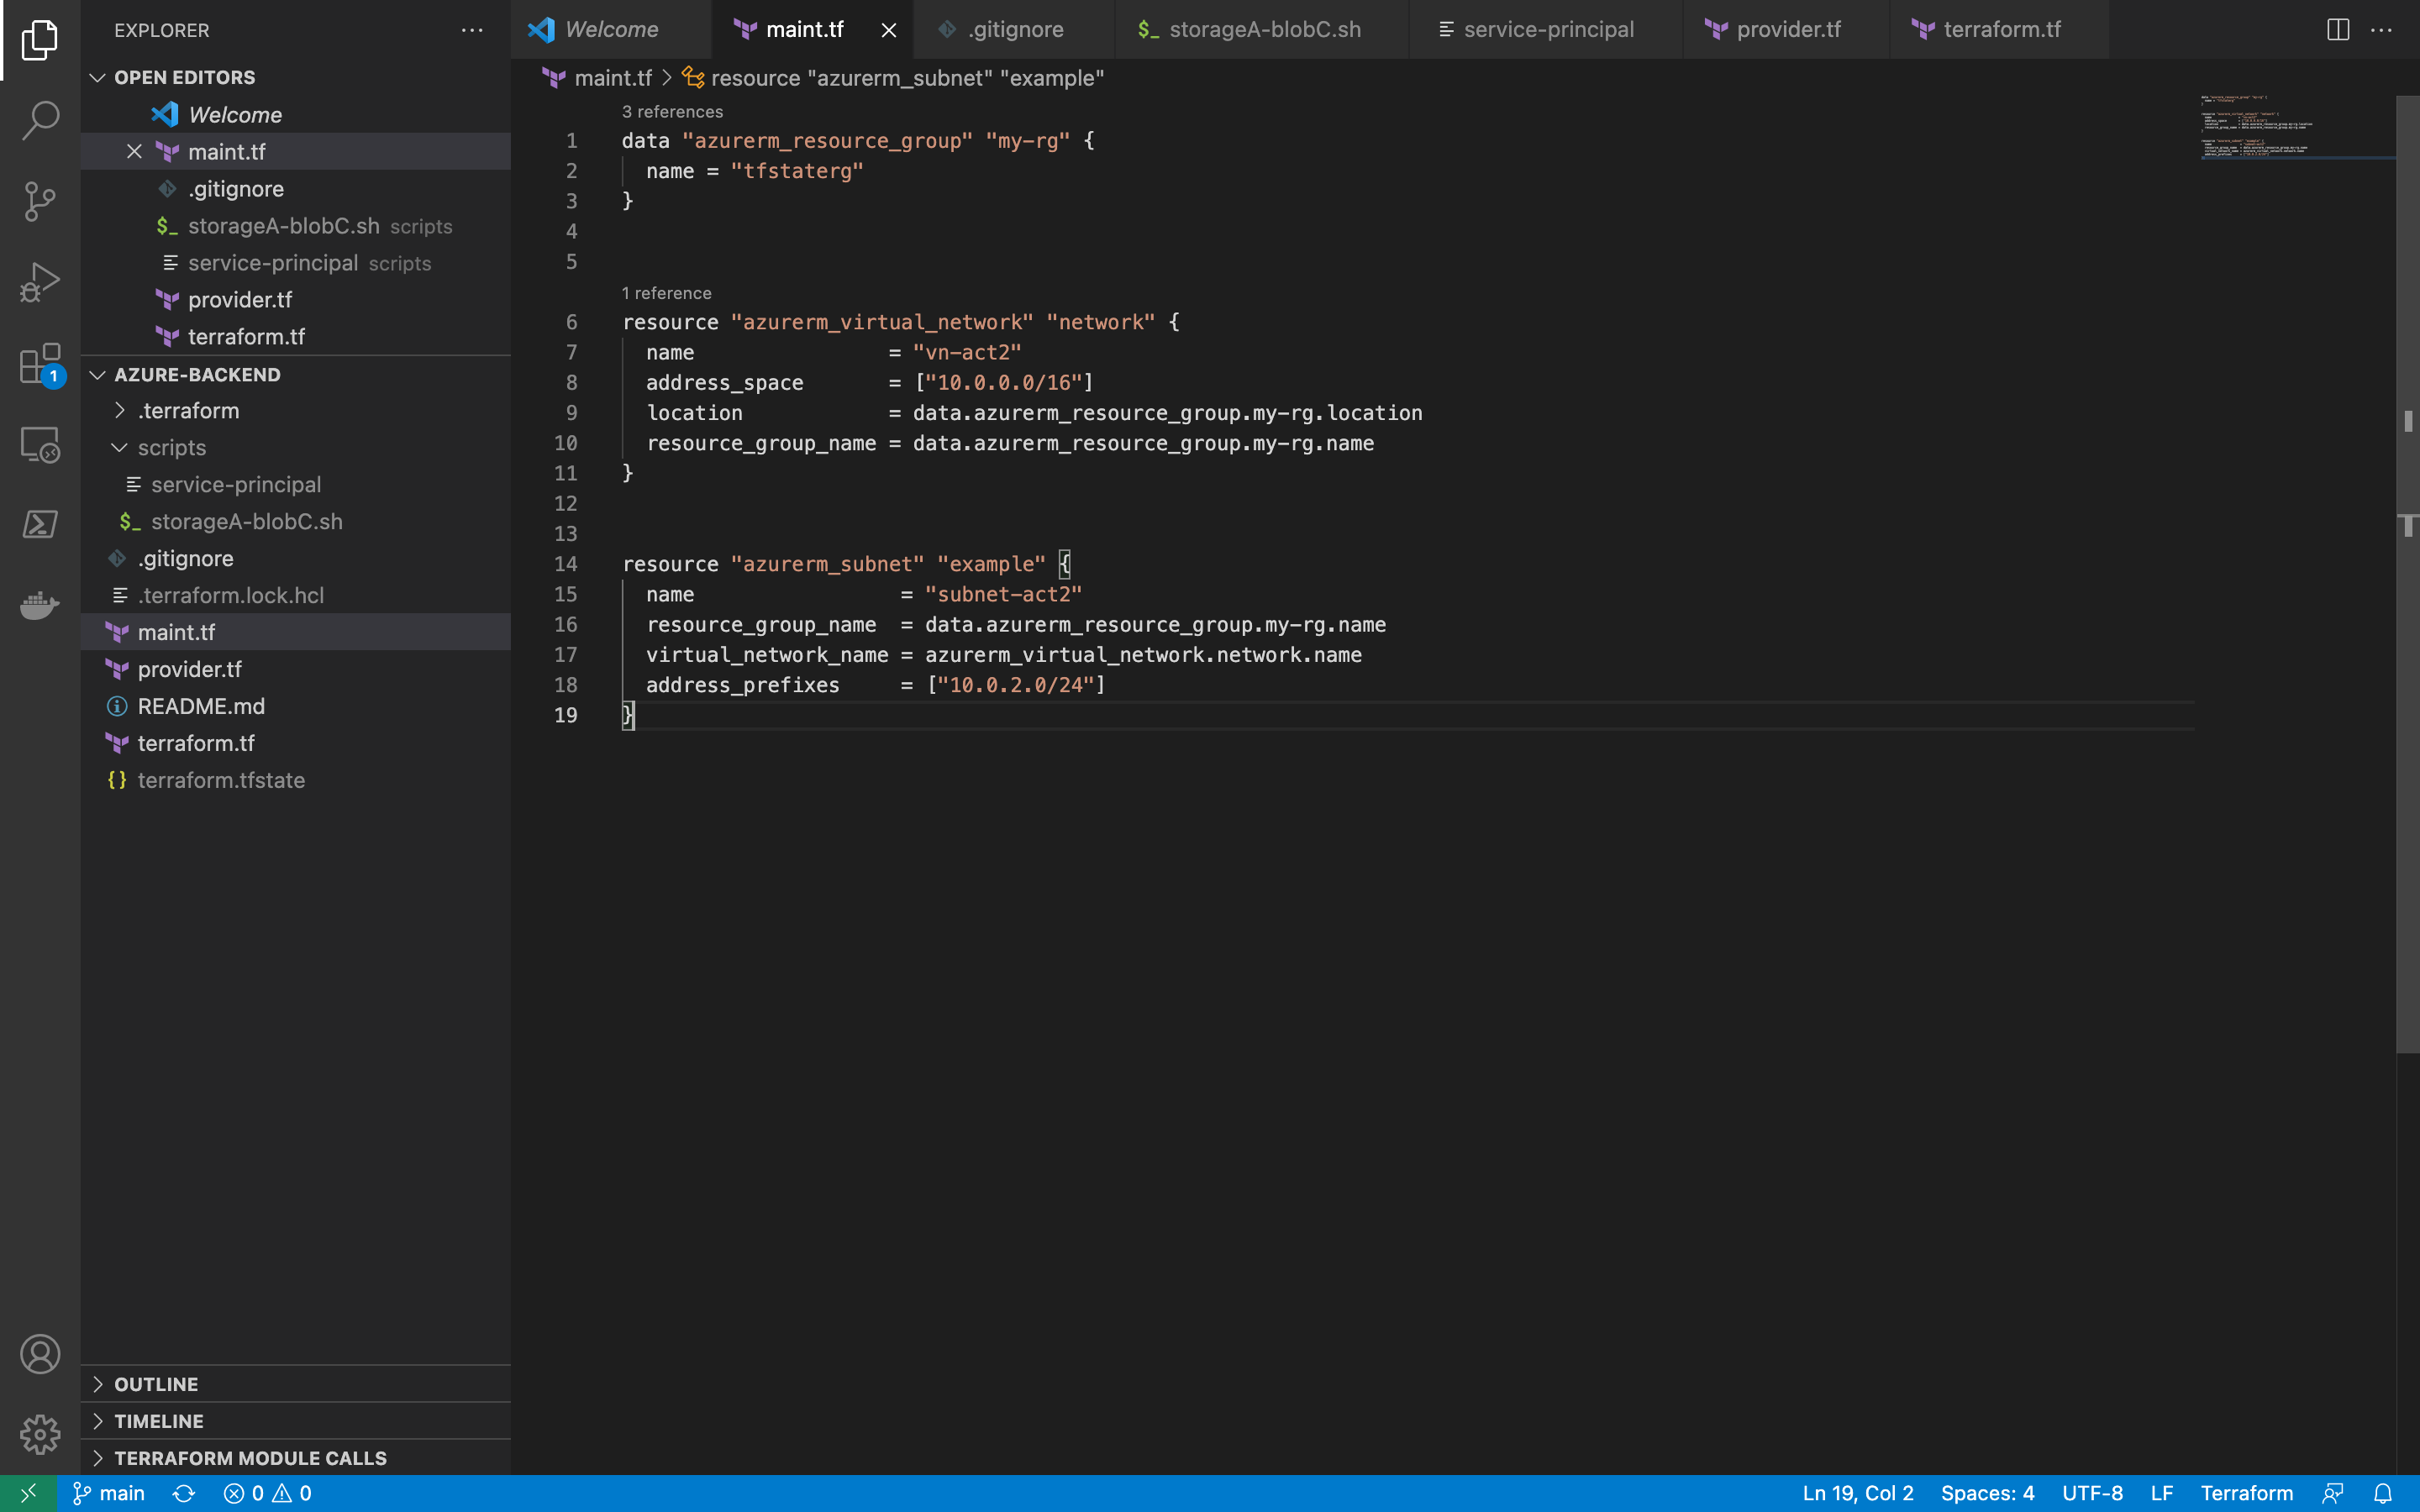 EXPLORER
OPEN EDITORS
Welcome
maint.tf
.gitignore
storageA-blobC.sh scripts
service-principal scripts
provider.tf
terraform.tf
AZURE-BACKEND
.terraform
scripts
service-principal
$_ storageA-blobC.sh
.gitignore
.terraform.lock.hcl
maint.tf
provider.tf
README.md
terraform.tf
{} terraform.tfstate
OUTLINE
TIMELINE
TERRAFORM MODULE CALLS
1
Welcome maint.tf .gitignore $_ storageA-blobC.sh service-principal provider.tf terraform.tf
maint.tf > resource "azurerm_subnet" "example"
3 references
1 data "azurerm_resource_group" "my-rg" {
2 name = "tfstaterg"
3 }
4
5
1 reference
6 resource "azurerm_virtual_network" "network" {
7 name = "vn-act2"
8 address_space = ["10.0.0.0/16"]
9 location = data.azurerm_resource_group.my-rg.location
10 resource_group_name = data.azurerm_resource_group.my-rg.name
11 }
12
13
14 resource "azurerm_subnet" "example" {
15 name = "subnet-act2"
16 resource_group_name = data.azurerm_resource_group.my-rg.name
17 virtual_network_name = azurerm_virtual_network.network.name
18 address_prefixes = ["10.0.2.0/24"]
19 }
main 0 0 Ln 19, Col 2 Spaces: 4 UTF-8 LF Terraform